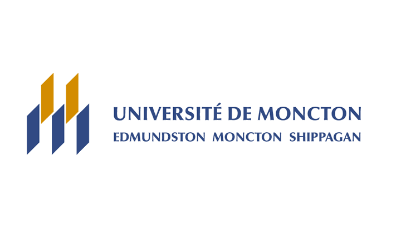 UNIVERSITÉ DE MONCTON
EDMUNDSTON MONCTON SHIPPAGAN